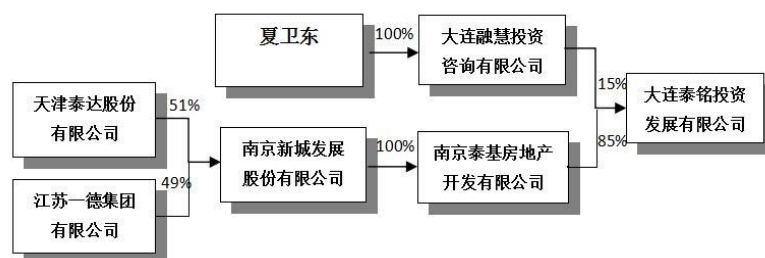 夏卫东
100%
大连融慧投资
咨询有限公司
15%
大连泰铭投资
发展有限公司
85%
天津泰达股份
有限公司
51%
南京新城发展
股份有限公司
100%
南京泰基房地产
开发有限公司
江苏一德集团
有限公司
49%